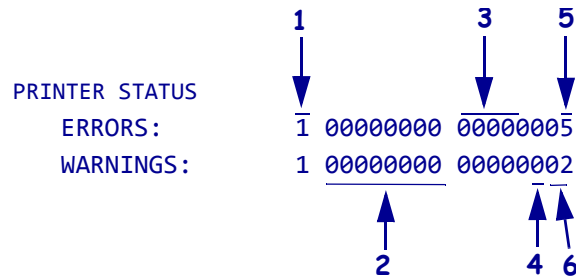 1 3 5
PRINTER STATUS
ERRORS: 1 00000000 00000005
WARNINGS: 1 00000000 00000002
2 4 6